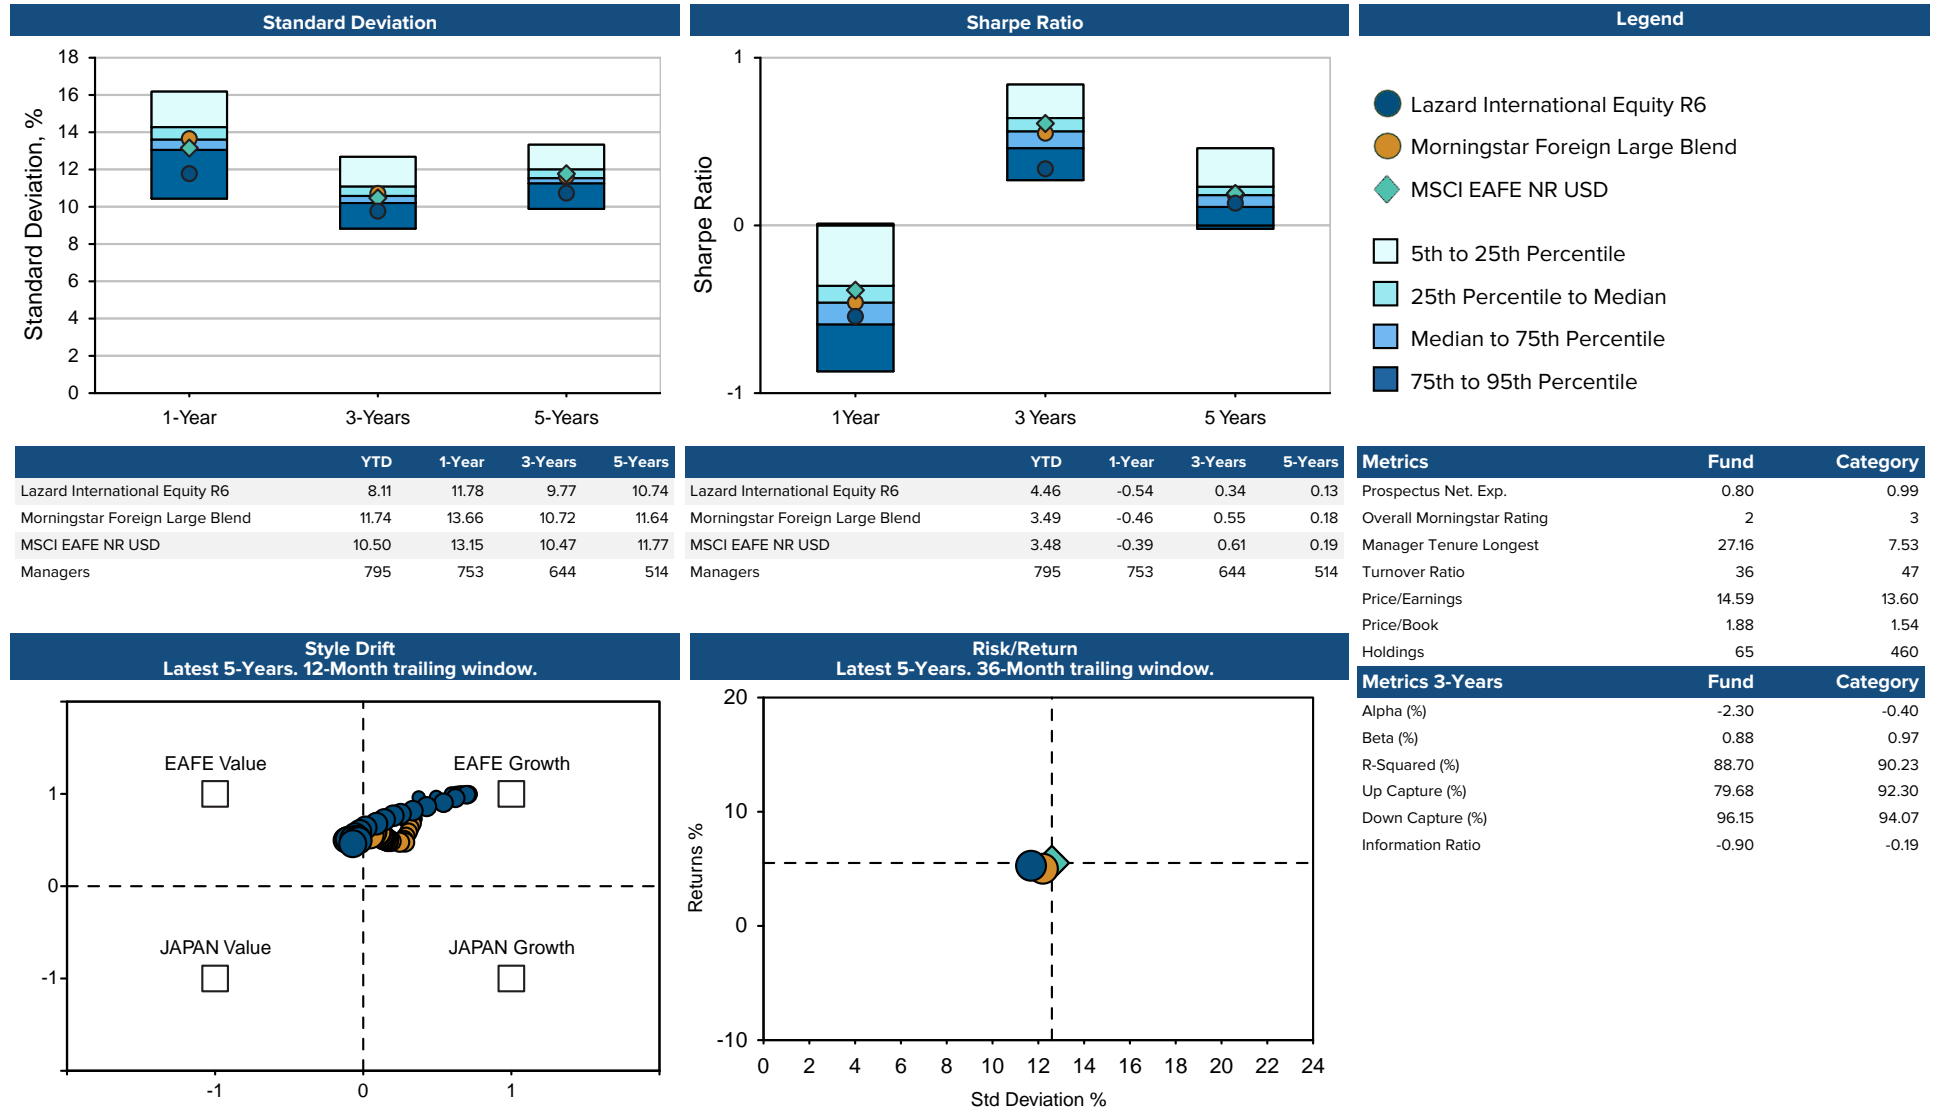 Standard Deviation
Sharpe Ratio
Legend
18
16
14
12
10
8
6
4
2
0
Standard Deviation, %
1-Year
3-Years
5-Years
1
0
-1
Sharpe Ratio
1Year
3 Years
5 Years
Lazard International Equity R6
Morningstar Foreign Large Blend
MSCI EAFE NR USD
5th to 25th Percentile
25th Percentile to Median
Median to 75th Percentile
75th to 95th Percentile
YTD 1-Year 3-Years 5-Years
Lazard International Equity R6 8.11 11.78 9.77 10.74
Morningstar Foreign Large Blend 11.74 13.66 10.72 11.64
MSCI EAFE NR USD 10.50 13.15 10.47 11.77
Managers 795 753 644 514
YTD 1-Year 3-Years 5-Years
Lazard International Equity R6 4.46 -0.54 0.34 0.13
Morningstar Foreign Large Blend 3.49 -0.46 0.55 0.18
MSCI EAFE NR USD 3.48 -0.39 0.61 0.19
Managers 795 753 644 514
Metrics Fund Category
Prospectus Net. Exp. 0.80 0.99
Overall Morningstar Rating 2 3
Manager Tenure Longest 27.16 7.53
Turnover Ratio 36 47
Price/Earnings 14.59 13.60
Price/Book 1.88 1.54
Holdings 65 460
Metrics 3-Years Fund Category
Alpha (%) -2.30 -0.40
Beta (%) 0.88 0.97
R-Squared (%) 88.70 90.23
Up Capture (%) 79.68 92.30
Down Capture (%) 96.15 94.07
Information Ratio -0.90 -0.19
Style Drift
Latest 5-Years. 12-Month trailing window.
EAFE Value
EAFE Growth
JAPAN Value
JAPAN Growth
1
0
-1
-1
0
1
Risk/Return
Latest 5-Years. 36-Month trailing window.
20
10
0
-10
Returns %
0 2 4 6 8 10 12 14 16 18 20 22 24
Std Deviation %